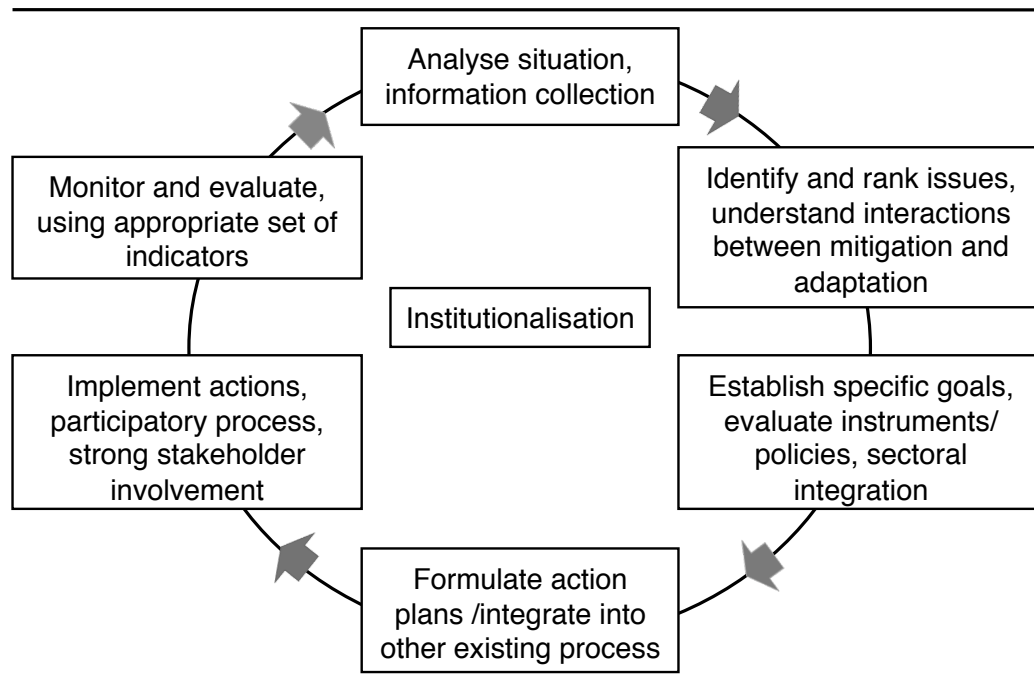 Analyse situation,
information collection
Identify and rank issues,
understand interactions
between mitigation and
adaptation
Establish specific goals,
evaluate instruments/
policies, sectoral
integration
Formulate action
plans /integrate into
other existing process
Implement actions,
participatory process,
strong stakeholder
involvement
Monitor and evaluate,
using appropriate set of
indicators
Institutionalisation